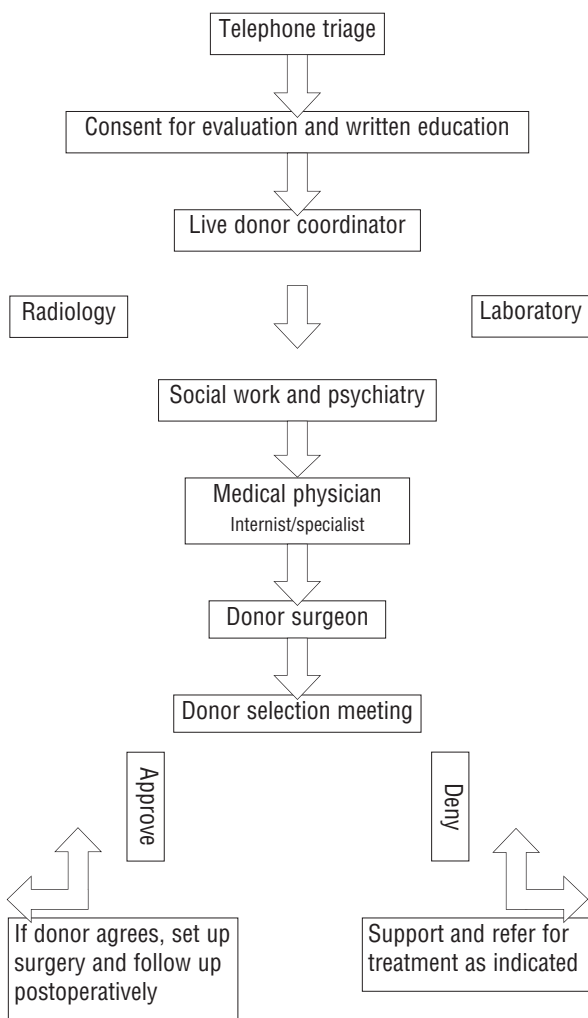 Telephone triage
Consent for evaluation and written education
Live donor coordinator
Radiology
Laboratory
Social work and psychiatry
Medical physician
Internist/specialist
Donor surgeon
Donor selection meeting
Approve
Deny
If donor agrees, set up
surgery and follow up
postoperatively
Support and refer for
treatment as indicated